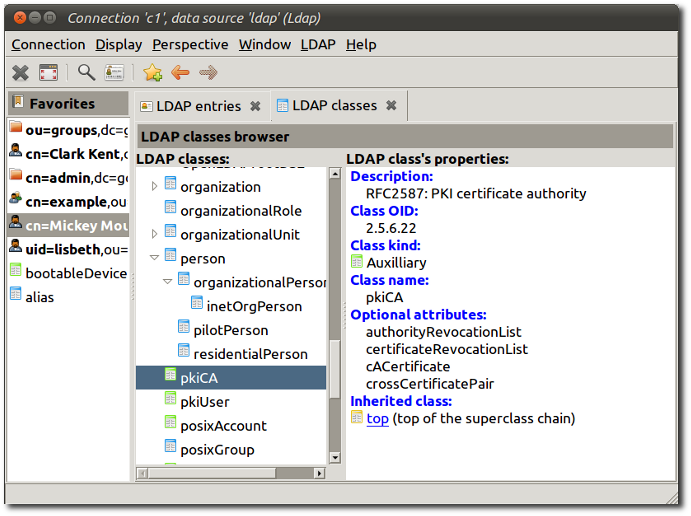 Connection 'c1', data source 'ldap' (Ldap)
Connection Display Perspective Window LDAP Help
Favorites
ou=groups,dc=g
cn=Clark Kent,
cn=admin,dc=g
cn=example,ou
cn=Mickey Mou
uid=lisbeth,ou=
bootableDevice
alias
LDAP entries
LDAP classes
LDAP classes browser
LDAP classes:
organization
organizationalRole
organizationalUnit
person
organizationalPerson
inetOrgPerson
pilotPerson
residentialPerson
pkiCA
pkiUser
posixAccount
posixGroup
LDAP class's properties:
Description:
RFC2587: PKI certificate authority
Class OID:
2.5.6.22
Class kind:
Auxilliary
Class name:
pkiCA
Optional attributes:
authorityRevocationList
certificateRevocationList
cACertificate
crossCertificatePair
Inherited class:
top (top of the superclass chain)